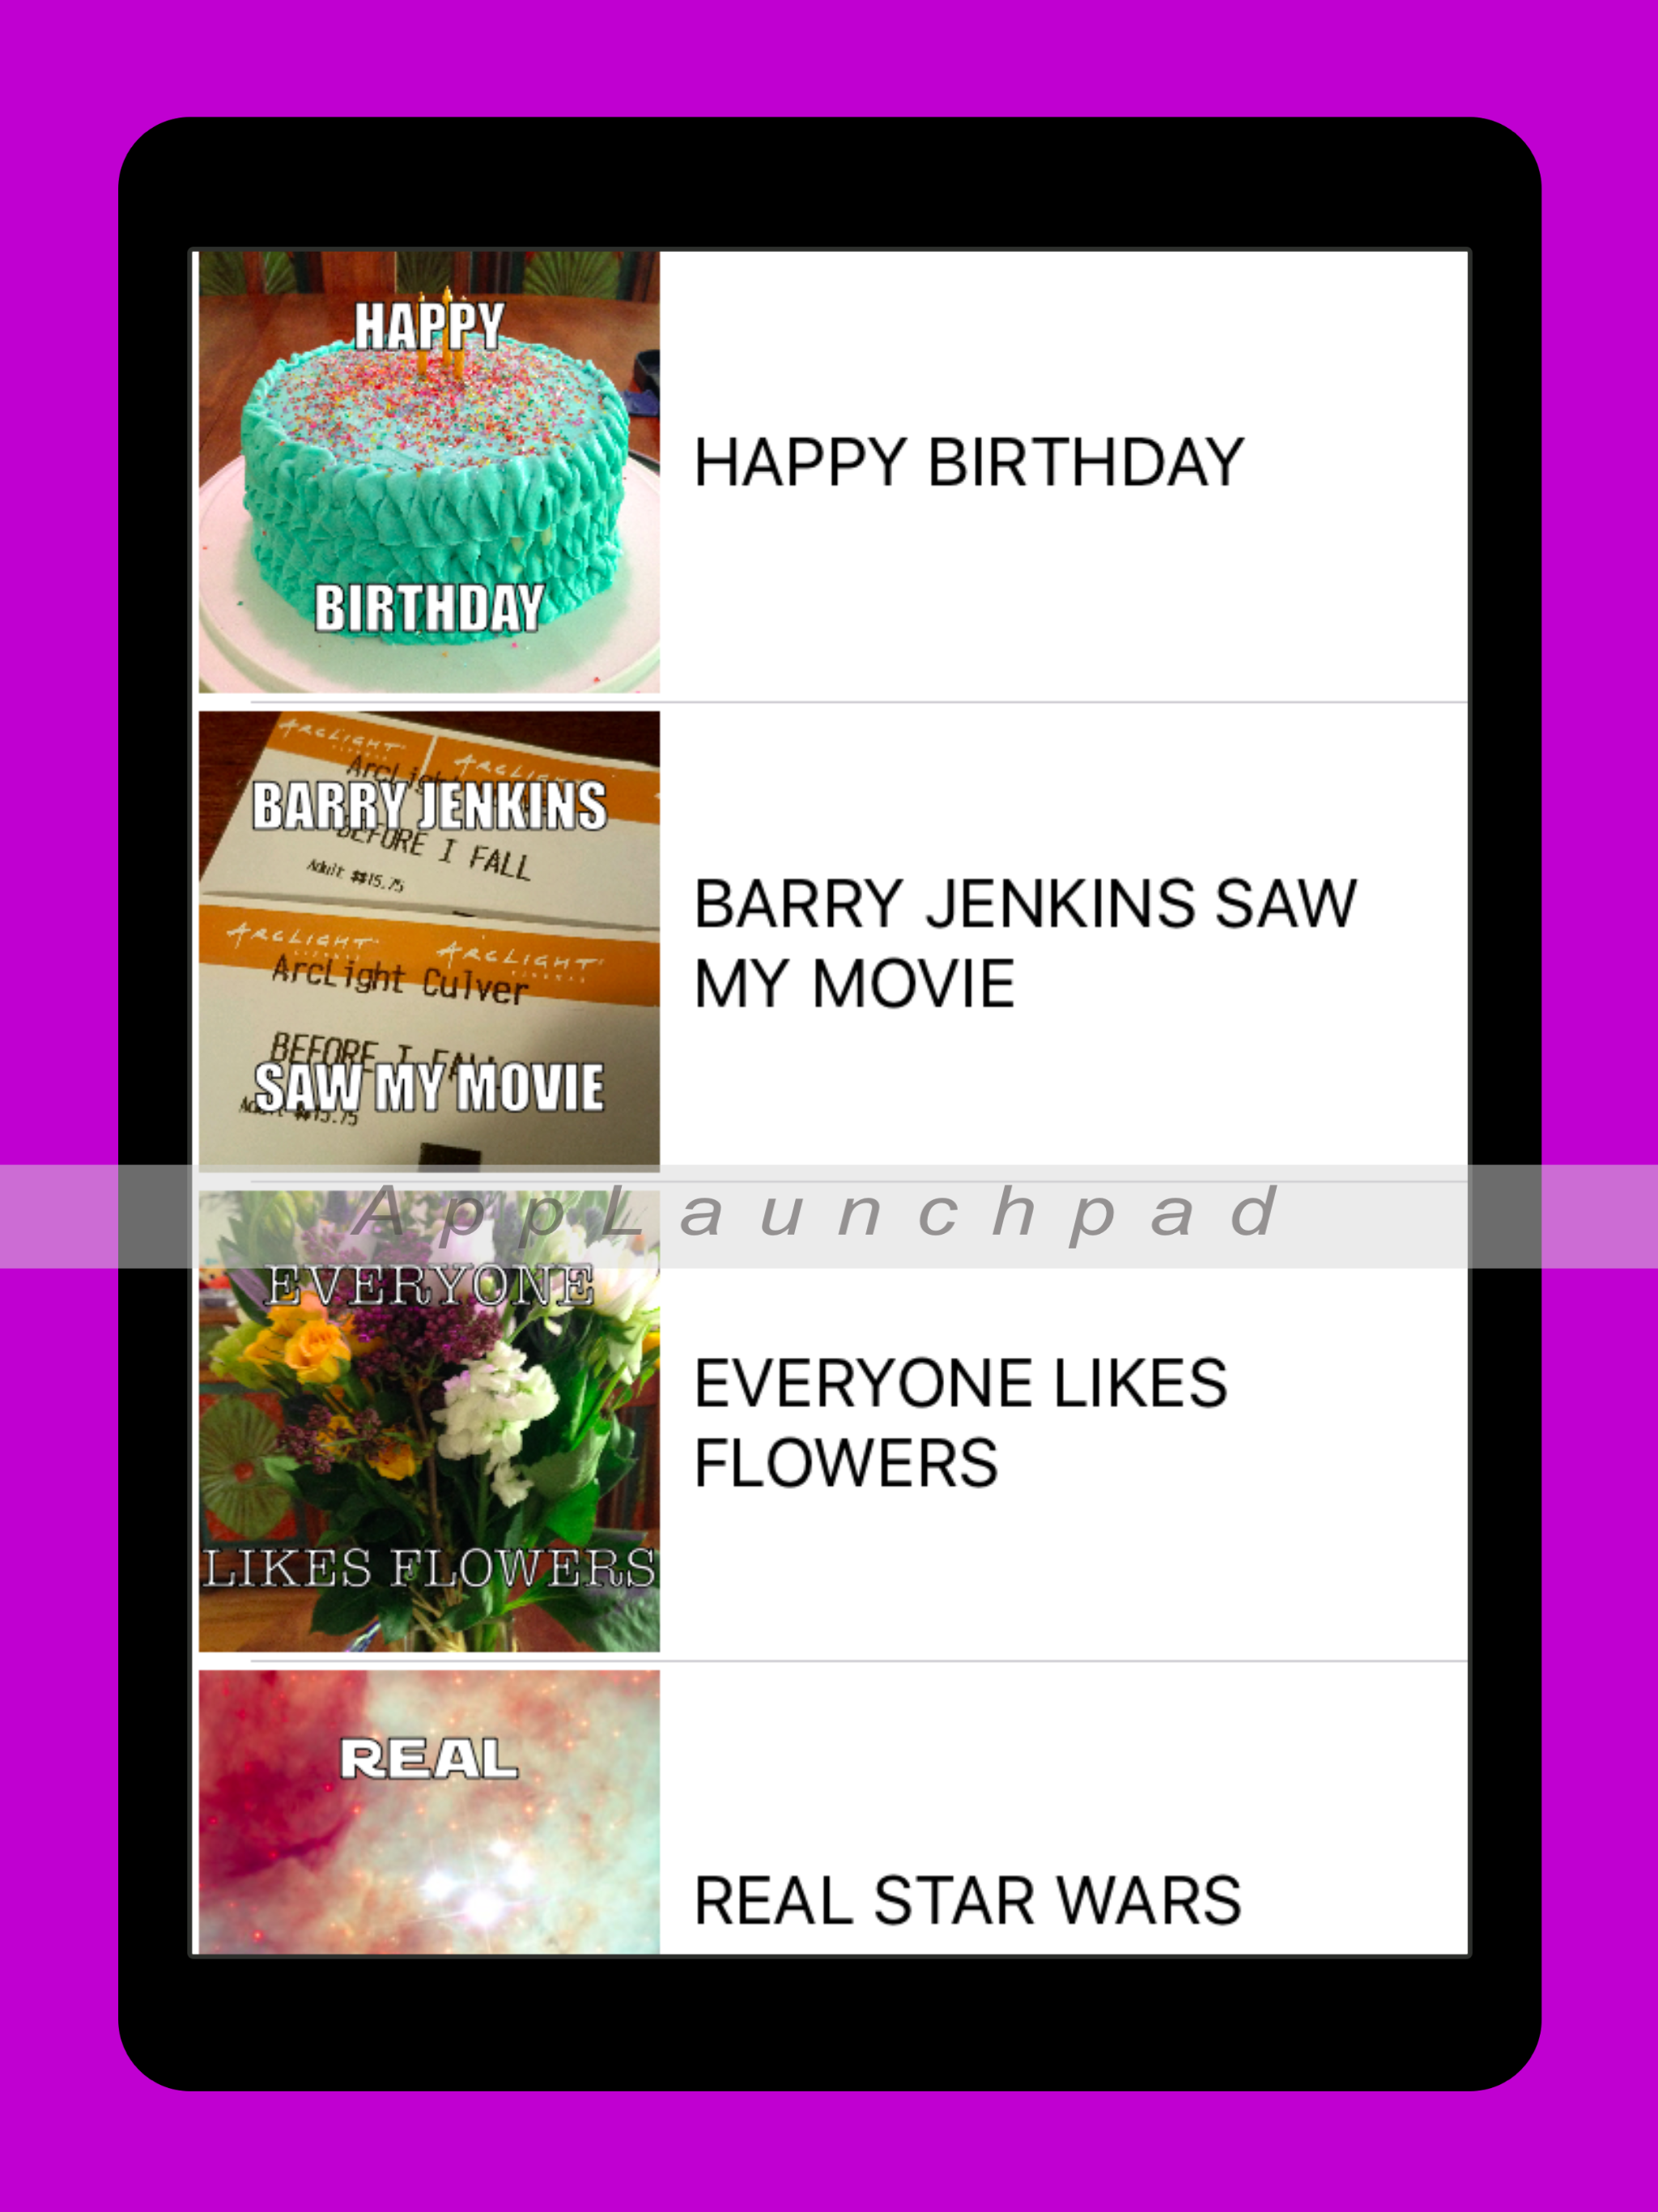 HAPPY
BIRTHDAY
HAPPY BIRTHDAY
ARCLIGHT
ARCLIGHT
BARRY JENKINS
BEFORE I FALL
Adult $$15.75
ARCLIGHT
ARCLIGHT
ArcLight Culver
BEFORE I FALL
SAW MY MOVIE
$$15.75
BARRY JENKINS SAW
MY MOVIE
AppLaunchpad
EVERYONE
LIKES FLOWERS
EVERYONE LIKES
FLOWERS
REAL
REAL STAR WARS